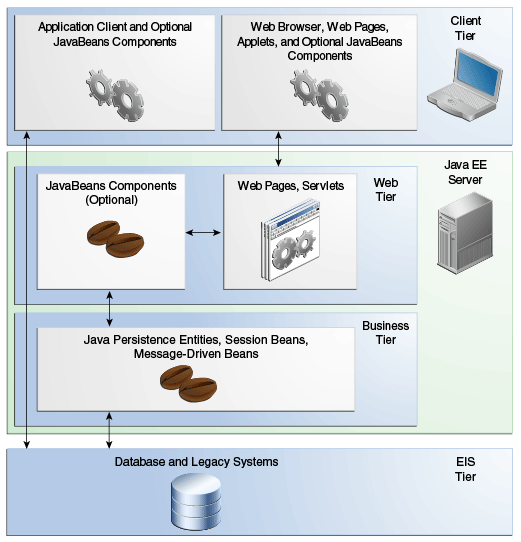 Application Client and Optional
JavaBeans Components
Web Browser, Web Pages,
Applets, and Optional JavaBeans
Components
Client
Tier
Java EE
Server
JavaBeans Components
(Optional)
Web Pages, Servlets
Web
Tier
Java Persistence Entities, Session Beans,
Message-Driven Beans
Business
Tier
Database and Legacy Systems
EIS
Tier